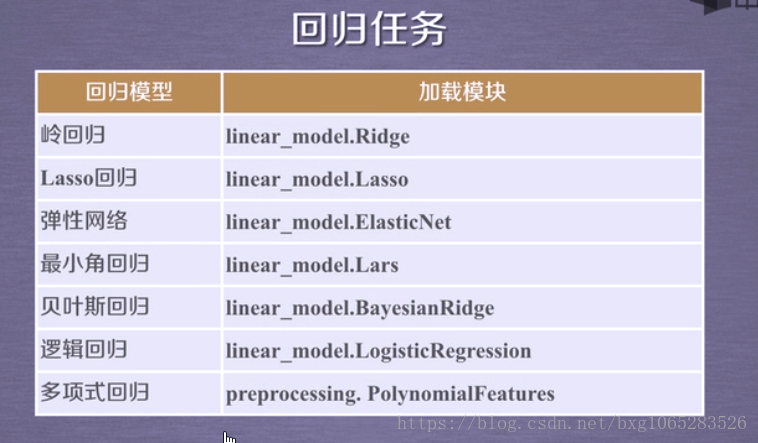 回归任务
回归模型 加载模块
岭回归 linear_model.Ridge
Lasso回归 linear_model.Lasso
弹性网络 linear_model.ElasticNet
最小角回归 linear_model.Lars
贝叶斯回归 linear_model.BayesianRidge
逻辑回归 linear_model.LogisticRegression
多项式回归 preprocessing. PolynomialFeatures
https://blog.csdn.net/bxg1065283526